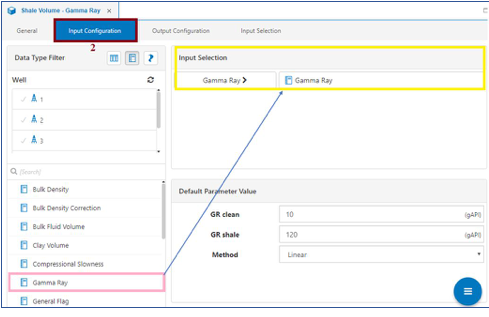 Shale Volume - Gamma Ray ×
General
Input Configuration
Output Configuration
Input Selection
2
Data Type Filter
Well
1
2
3
(Search)
Bulk Density
Bulk Density Correction
Bulk Fluid Volume
Clay Volume
Compressional Slowness
Gamma Ray
General Flag
Input Selection
Gamma Ray
Gamma Ray
Default Parameter Value
GR clean 10 (gAPI)
GR shale 120 (gAPI)
Method Linear